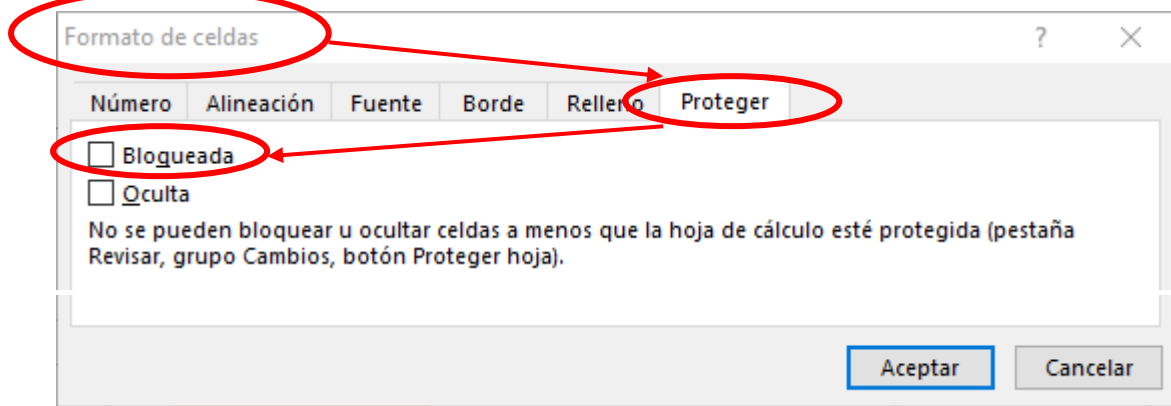 Formato de celdas ?
Número Alineación Fuente Borde Relleno Proteger
Bloqueada
Oculta
No se pueden bloquear u ocultar celdas a menos que la hoja de cálculo esté protegida (pestaña
Revisar, grupo Cambios, botón Proteger hoja).
Aceptar Cancelar